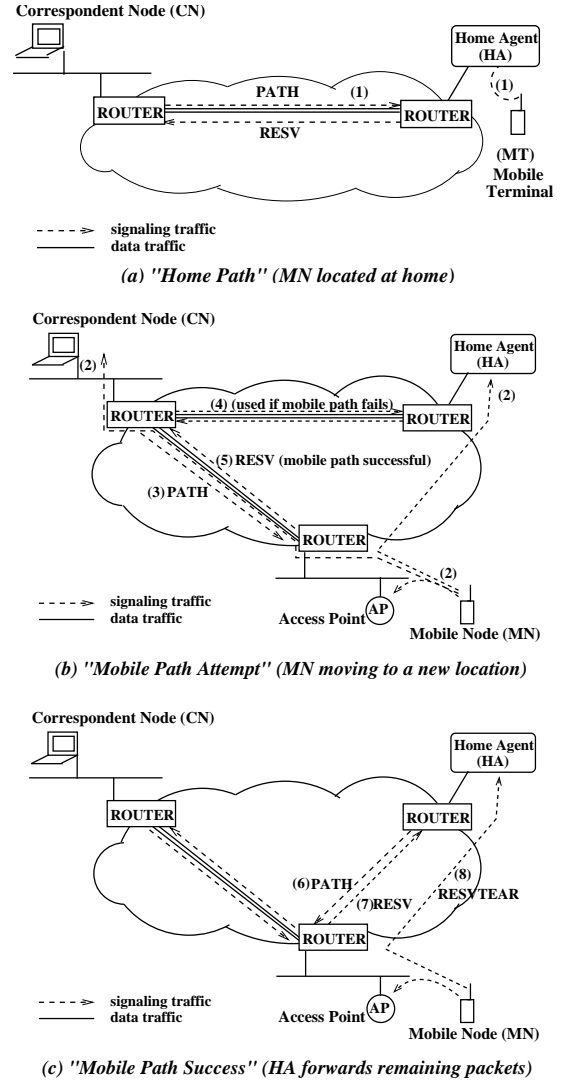 Correspondent Node (CN)
Home Agent
(HA)
PATH
(1)
(1)
ROUTER
ROUTER
RESV
(MT)
Mobile
Terminal
signaling traffic
data traffic
(a) "Home Path" (MN located at home)
Correspondent Node (CN)
Home Agent
(HA)
(2)
(2)
(4) (used if mobile path fails)
ROUTER
ROUTER
(5) RESV (mobile path successful)
(3) PATH
ROUTER
(2)
signaling traffic
data traffic
Access Point
AP
Mobile Node (MN)
(b) "Mobile Path Attempt" (MN moving to a new location)
Correspondent Node (CN)
Home Agent
(HA)
ROUTER
ROUTER
(8)
(6) PATH
(7) RESV
RESVTEAR
ROUTER
signaling traffic
data traffic
Access Point
AP
Mobile Node (MN)
(c) "Mobile Path Success" (HA forwards remaining packets)